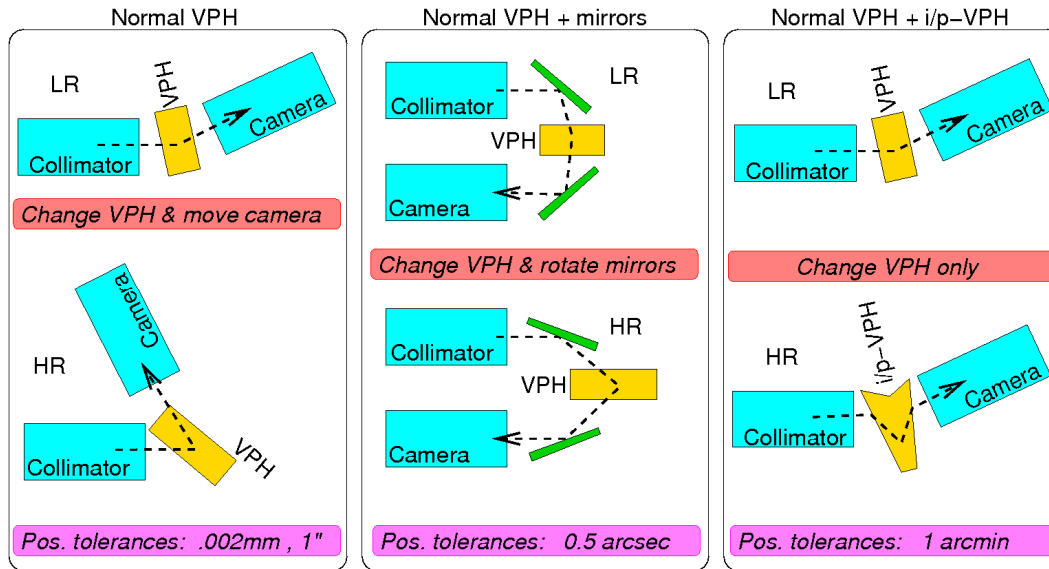 Normal VPH
LR
VPH
Camera
Collimator
Change VPH & move camera
Camera
HR
Collimator
VPH
Pos. tolerances: .002mm , 1"
Normal VPH + mirrors
LR
Collimator
VPH
Camera
Change VPH & rotate mirrors
HR
Collimator
VPH
Camera
Pos. tolerances: 0.5 arcsec
Normal VPH + i/p-VPH
LR
VPH
Camera
Collimator
Change VPH only
i/p-VPH
HR
Camera
Collimator
Pos. tolerances: 1 arcmin